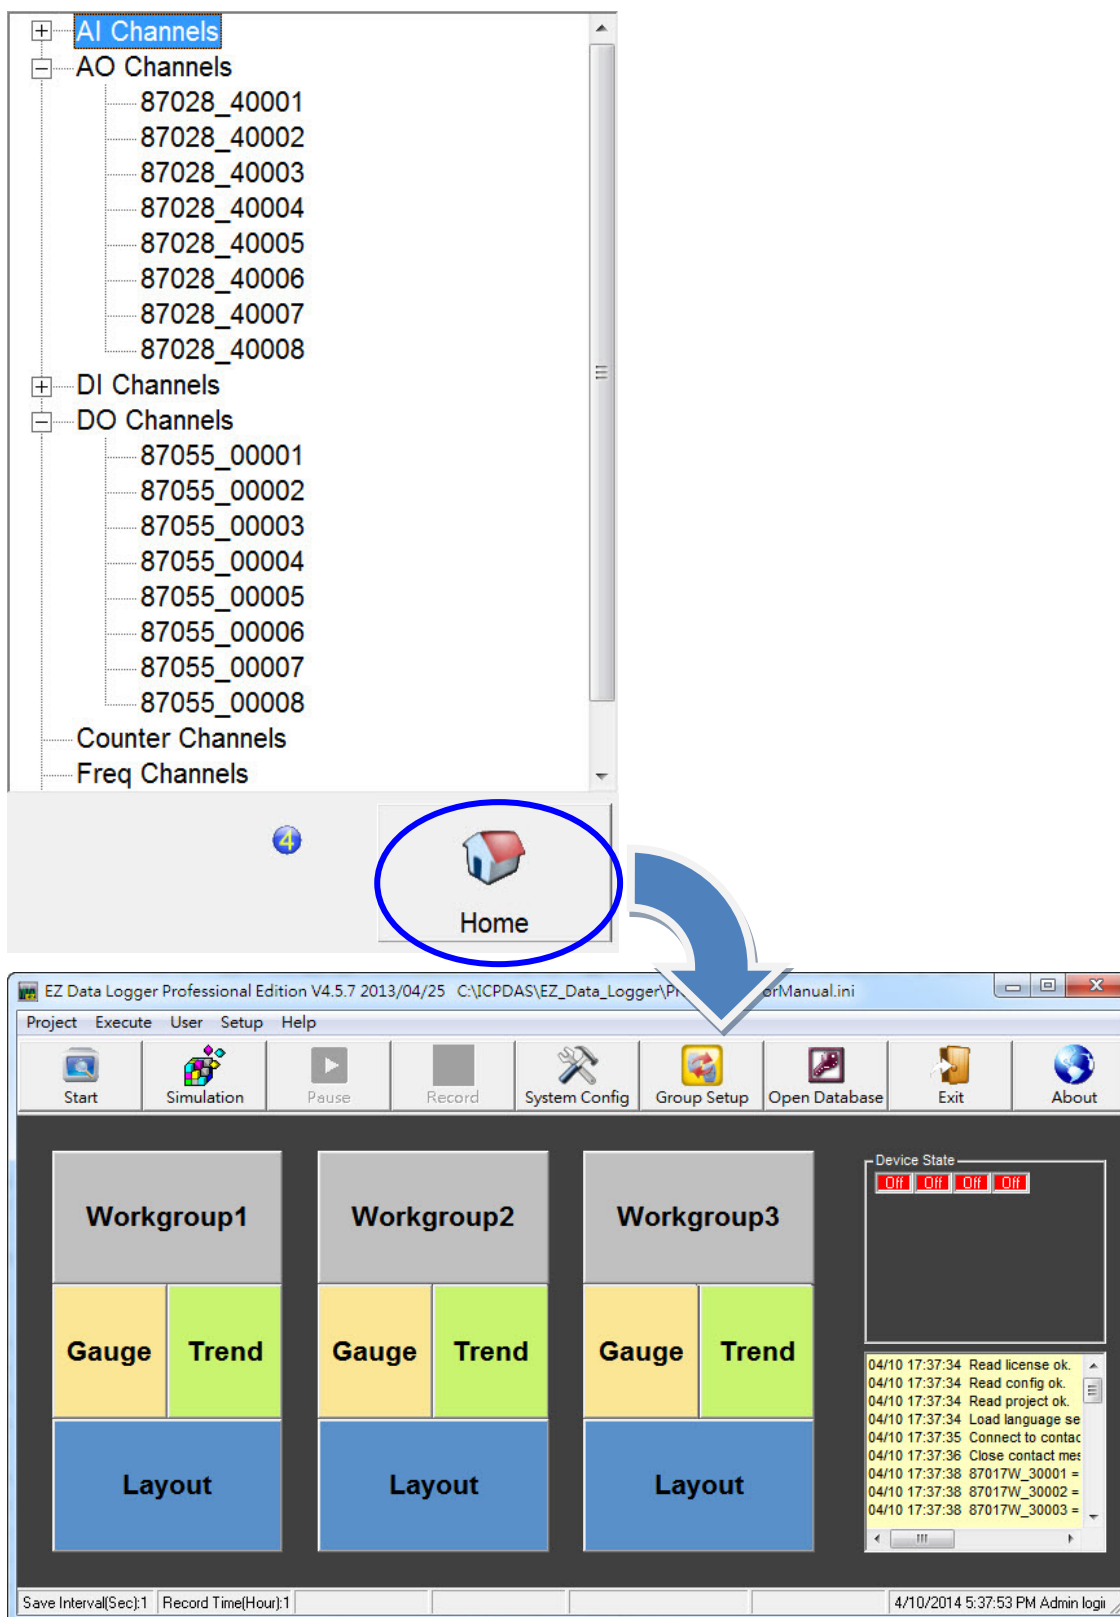 AI Channels
AO Channels
87028_40001
87028_40002
87028_40003
87028_40004
87028_40005
87028_40006
87028_40007
87028_40008
DI Channels
DO Channels
87055_00001
87055_00002
87055_00003
87055_00004
87055_00005
87055_00006
87055_00007
87055_00008
Counter Channels
Freq Channels
4
Home
EZ Data Logger Professional Edition V4.5.7 2013/04/25 C:\ICPDAS\EZ_Data_Logger\Pr orManual.ini
Project Execute User Setup Help
Start Simulation Pause Record System Config Group Setup Open Database Exit About
Workgroup1 Workgroup2 Workgroup3
Gauge Trend Gauge Trend Gauge Trend
Layout Layout Layout
Device State
Off Off Off Off
04/10 17:37:34 Read license ok.
04/10 17:37:34 Read config ok.
04/10 17:37:34 Read project ok.
04/10 17:37:34 Load language se
04/10 17:37:35 Connect to contac
04/10 17:37:36 Close contact mes
04/10 17:37:38 87017W_30001 =
04/10 17:37:38 87017W_30002 =
04/10 17:37:38 87017W_30003 =
Save Interval(Sec):1 Record Time(Hour):1 4/10/2014 5:37:53 PM Admin logi